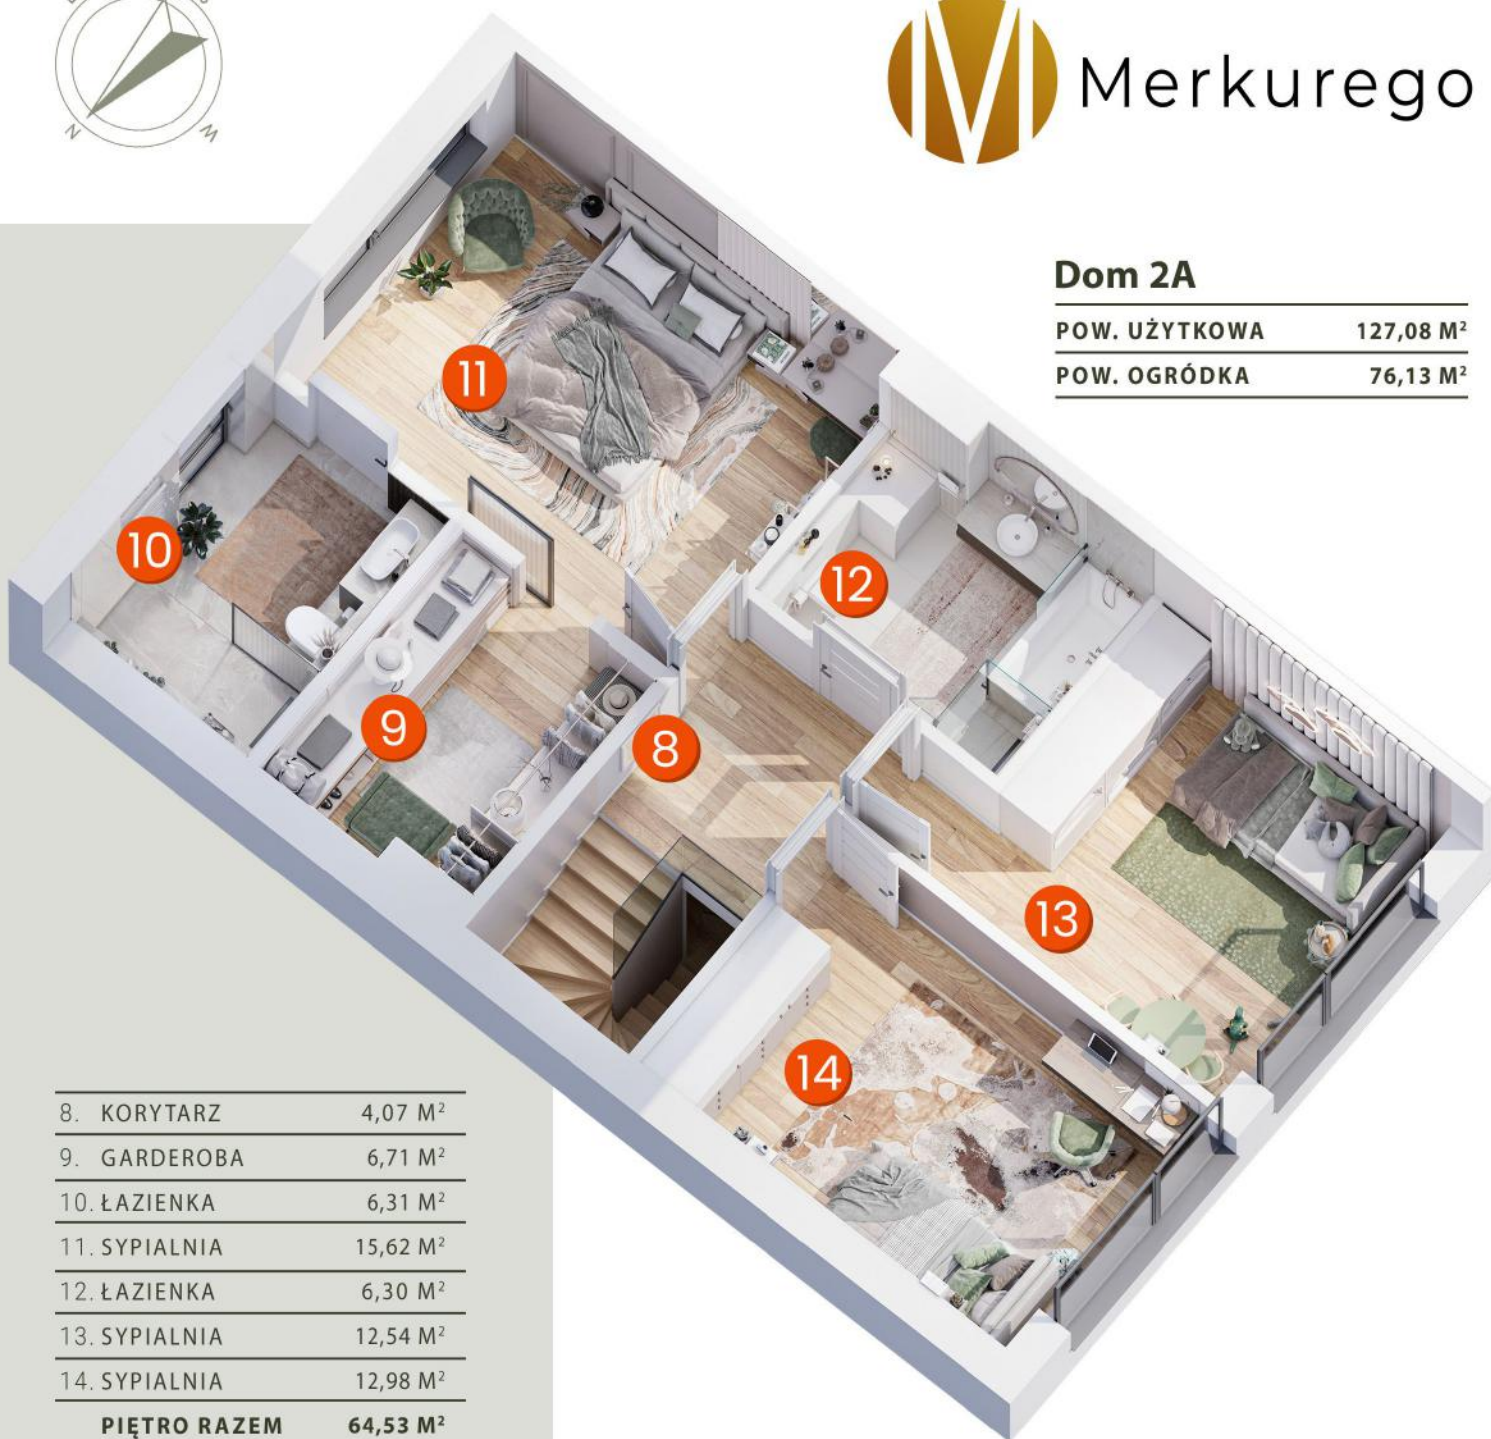 N
W
Merkurego
Dom 2A
POW. UŻYTKOWA 127,08 M²
POW. OGRÓDKA 76,13 M²
11
10
12
9
8
13
14
8. KORYTARZ 4,07 M²
9. GARDEROBA 6,71 M²
10. ŁAZIENKA 6,31 M²
11. SYPIALNIA 15,62 M²
12. ŁAZIENKA 6,30 M²
13. SYPIALNIA 12,54 M²
14. SYPIALNIA 12,98 M²
PIĘTRO RAZEM 64,53 M²